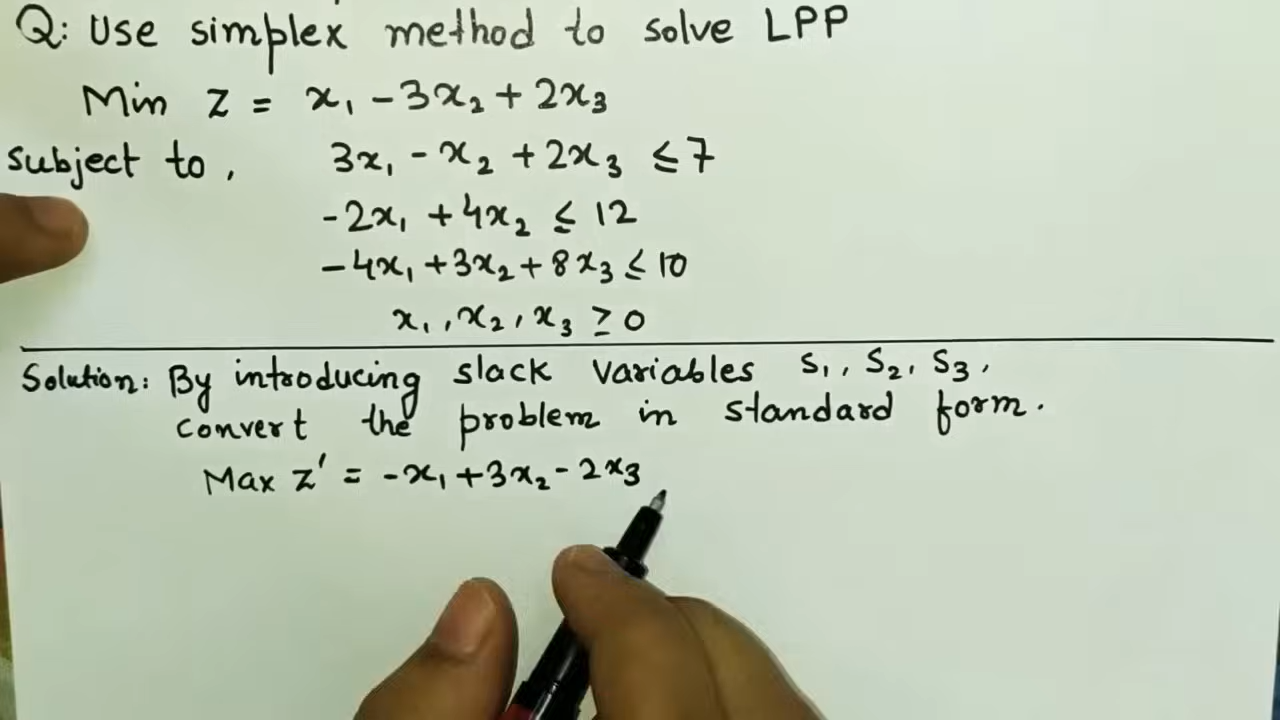 Q: Use simplex method to solve LPP
Min Z = x₁ - 3x₂ + 2x₃
subject to, 3x₁ - x₂ + 2x₃ ≤ 7
-2x₁ + 4x₂ ≤ 12
-4x₁ + 3x₂ + 8x₃ ≤ 10
x₁, x₂, x₃ ≥ 0
Solution: By introducing slack variables S₁, S₂, S₃,
convert the problem in standard form.
Max Z' = -x₁ + 3x₂ - 2x₃